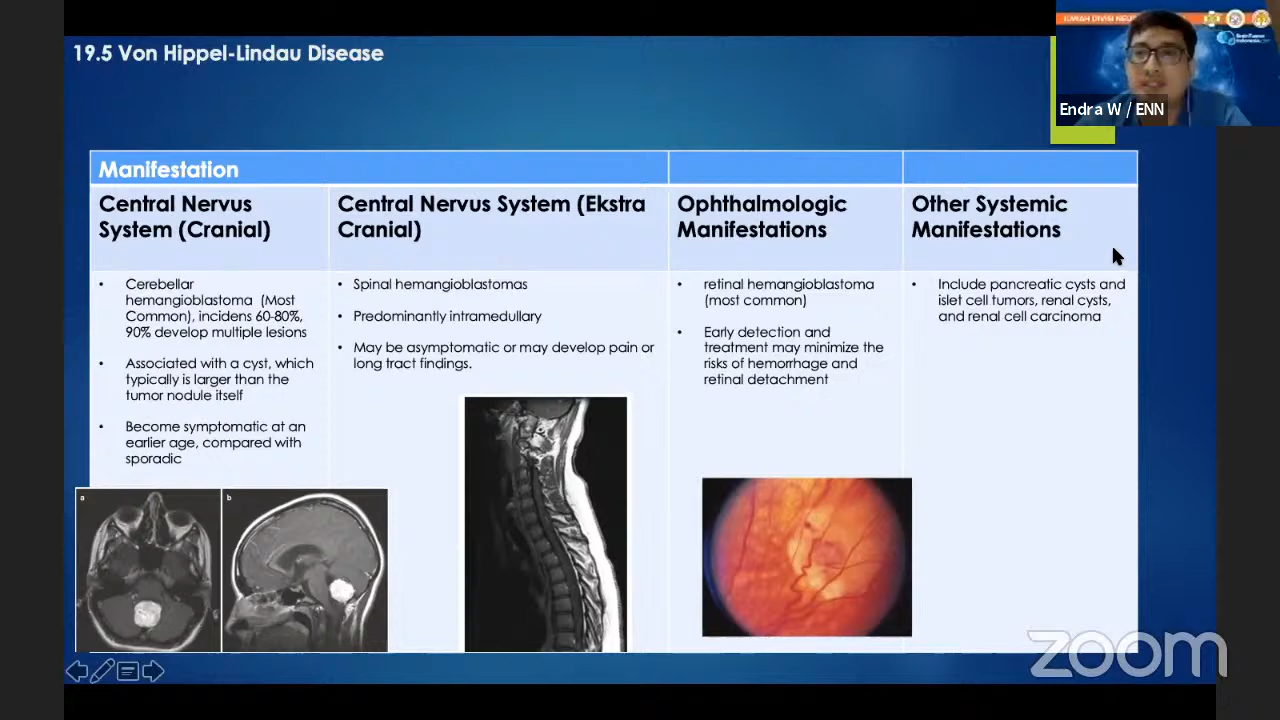 19.5 Von Hippel-Lindau Disease
ILMIAH DIVISI
Endra W / ENN
Manifestation
Central Nervus
System (Cranial)
Central Nervus System (Ekstra
Cranial)
Ophthalmologic
Manifestations
Other Systemic
Manifestations
• Cerebellar
hemangioblastoma (Most
Common), incidens 60-80%,
90% develop multiple lesions
• Associated with a cyst, which
typically is larger than the
tumor nodule itself
• Become symptomatic at an
earlier age, compared with
sporadic
• Spinal hemangioblastomas
• Predominantly intramedullary
• May be asymptomatic or may develop pain or
long tract findings.
• retinal hemangioblastoma
(most common)
• Early detection and
treatment may minimize the
risks of hemorrhage and
retinal detachment
• Include pancreatic cysts and
islet cell tumors, renal cysts,
and renal cell carcinoma
a
b
zoom